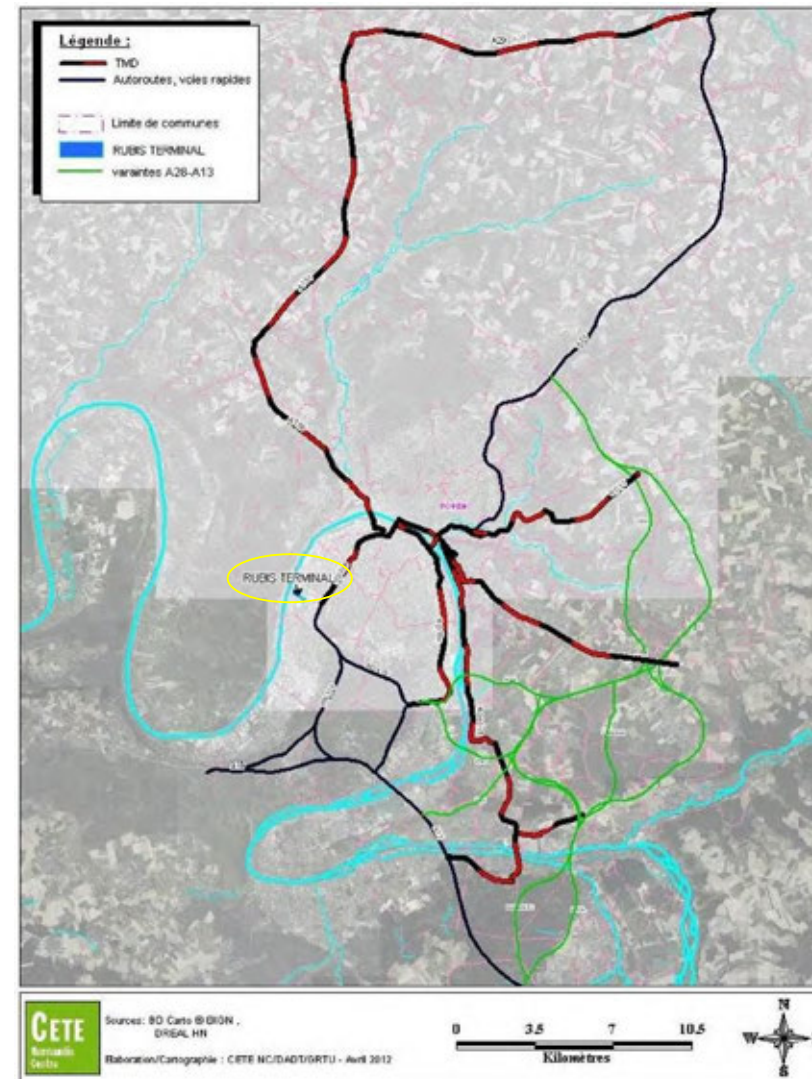 Légende :
TMD
Autoroutes, voies rapides
Limite de communes
RUBIS TERMINAL
varaintes A28-A13
RUBIS TERMINAL
CETE
Normandie
Centre
Sources: BD Carto ® ©IGN ,
DREAL HN
Elaboration/Cartographie : CETE NC/DADT/GRTU - Avril 2012
0 3.5 7 10.5
Kilomètres
N
W E
S